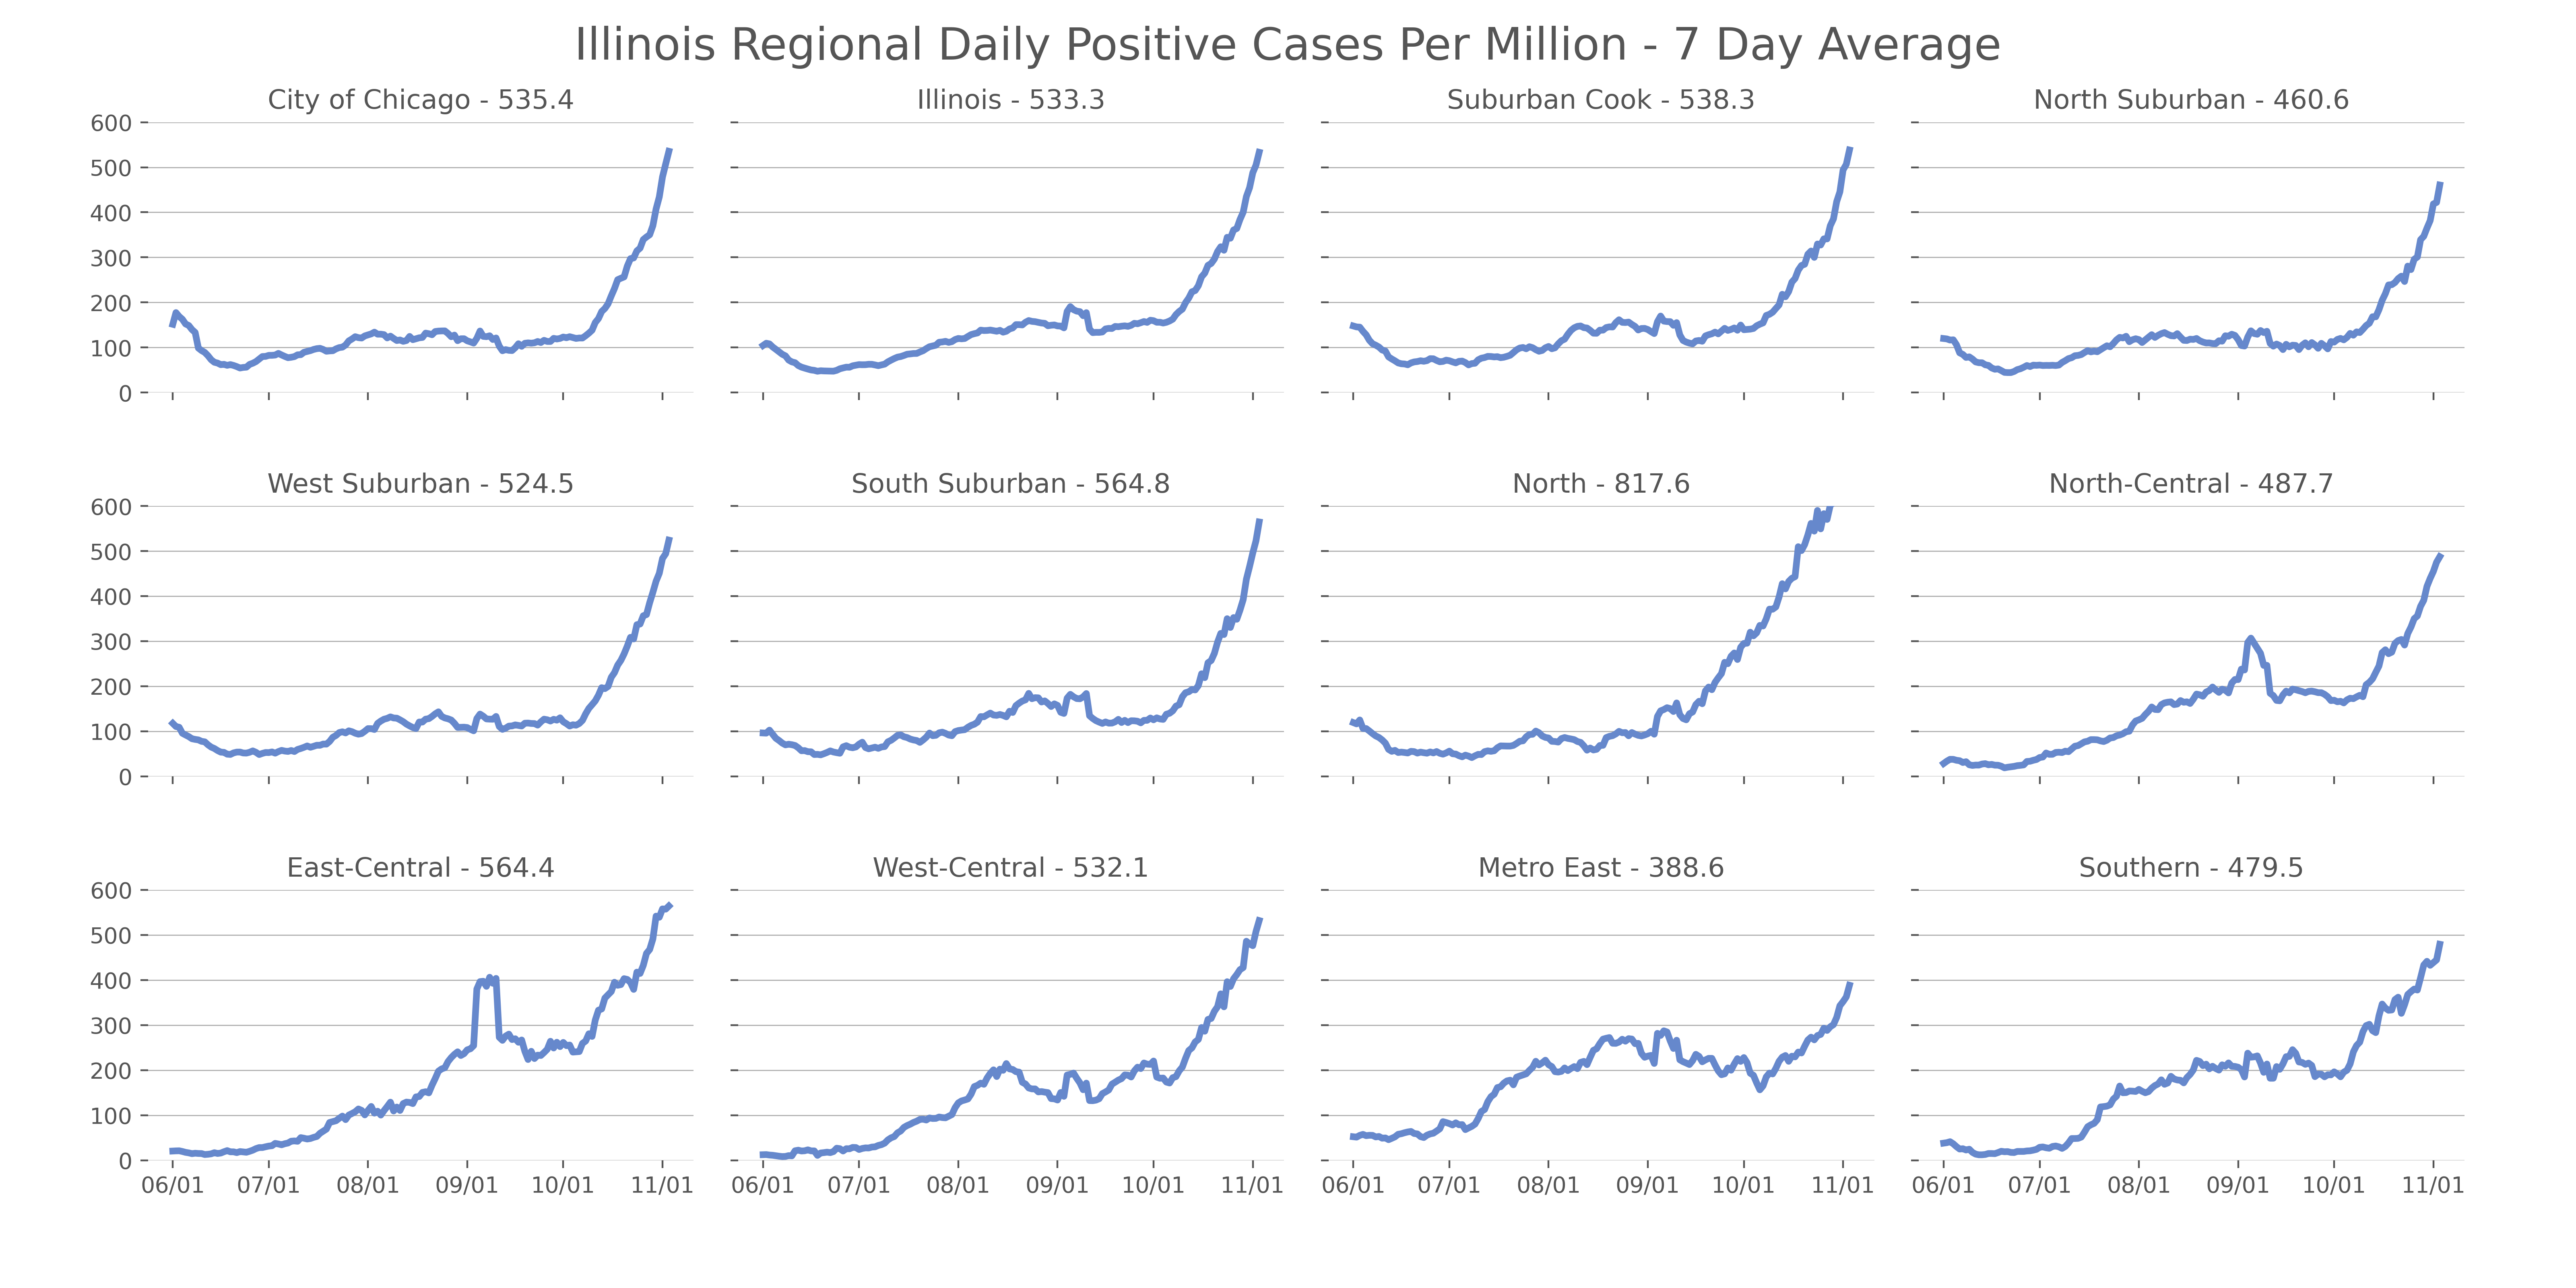 Illinois Regional Daily Positive Cases Per Million - 7 Day Average
City of Chicago - 535.4
Illinois - 533.3
Suburban Cook - 538.3
North Suburban - 460.6
600
500
400
300
200
100
0
West Suburban - 524.5
South Suburban - 564.8
North - 817.6
North-Central - 487.7
600
500
400
300
200
100
0
East-Central - 564.4
West-Central - 532.1
Metro East - 388.6
Southern - 479.5
600
500
400
300
200
100
0
06/01 07/01 08/01 09/01 10/01 11/01
06/01 07/01 08/01 09/01 10/01 11/01
06/01 07/01 08/01 09/01 10/01 11/01
06/01 07/01 08/01 09/01 10/01 11/01